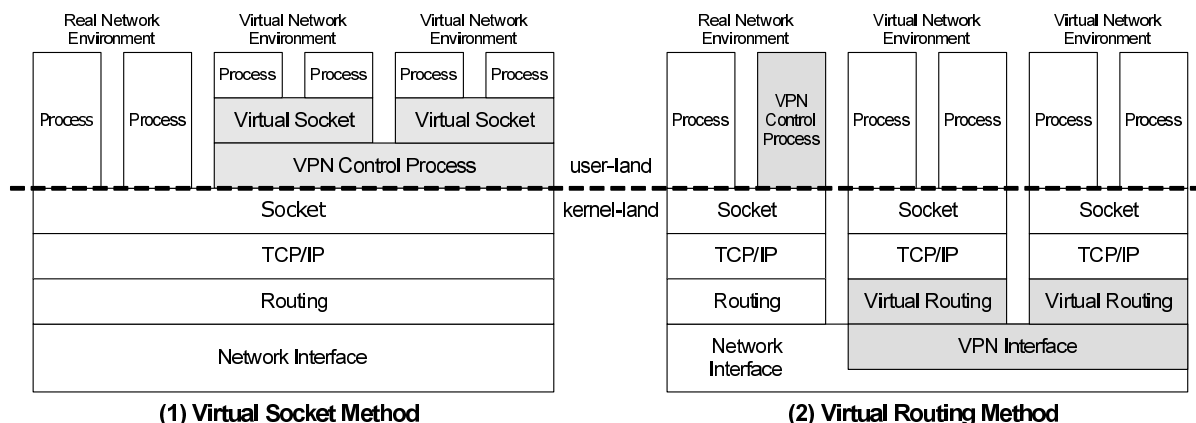 Real Network
Environment
Virtual Network
Environment
Virtual Network
Environment
Process
Process
Process
Process
Process
Process
Virtual Socket
Virtual Socket
VPN Control Process
user-land
kernel-land
Socket
TCP/IP
Routing
Network Interface
(1) Virtual Socket Method
Real Network
Environment
Virtual Network
Environment
Virtual Network
Environment
Process
VPN
Control
Process
Process
Process
Process
Process
Socket
Socket
Socket
TCP/IP
TCP/IP
TCP/IP
Routing
Virtual Routing
Virtual Routing
Network
Interface
VPN Interface
(2) Virtual Routing Method